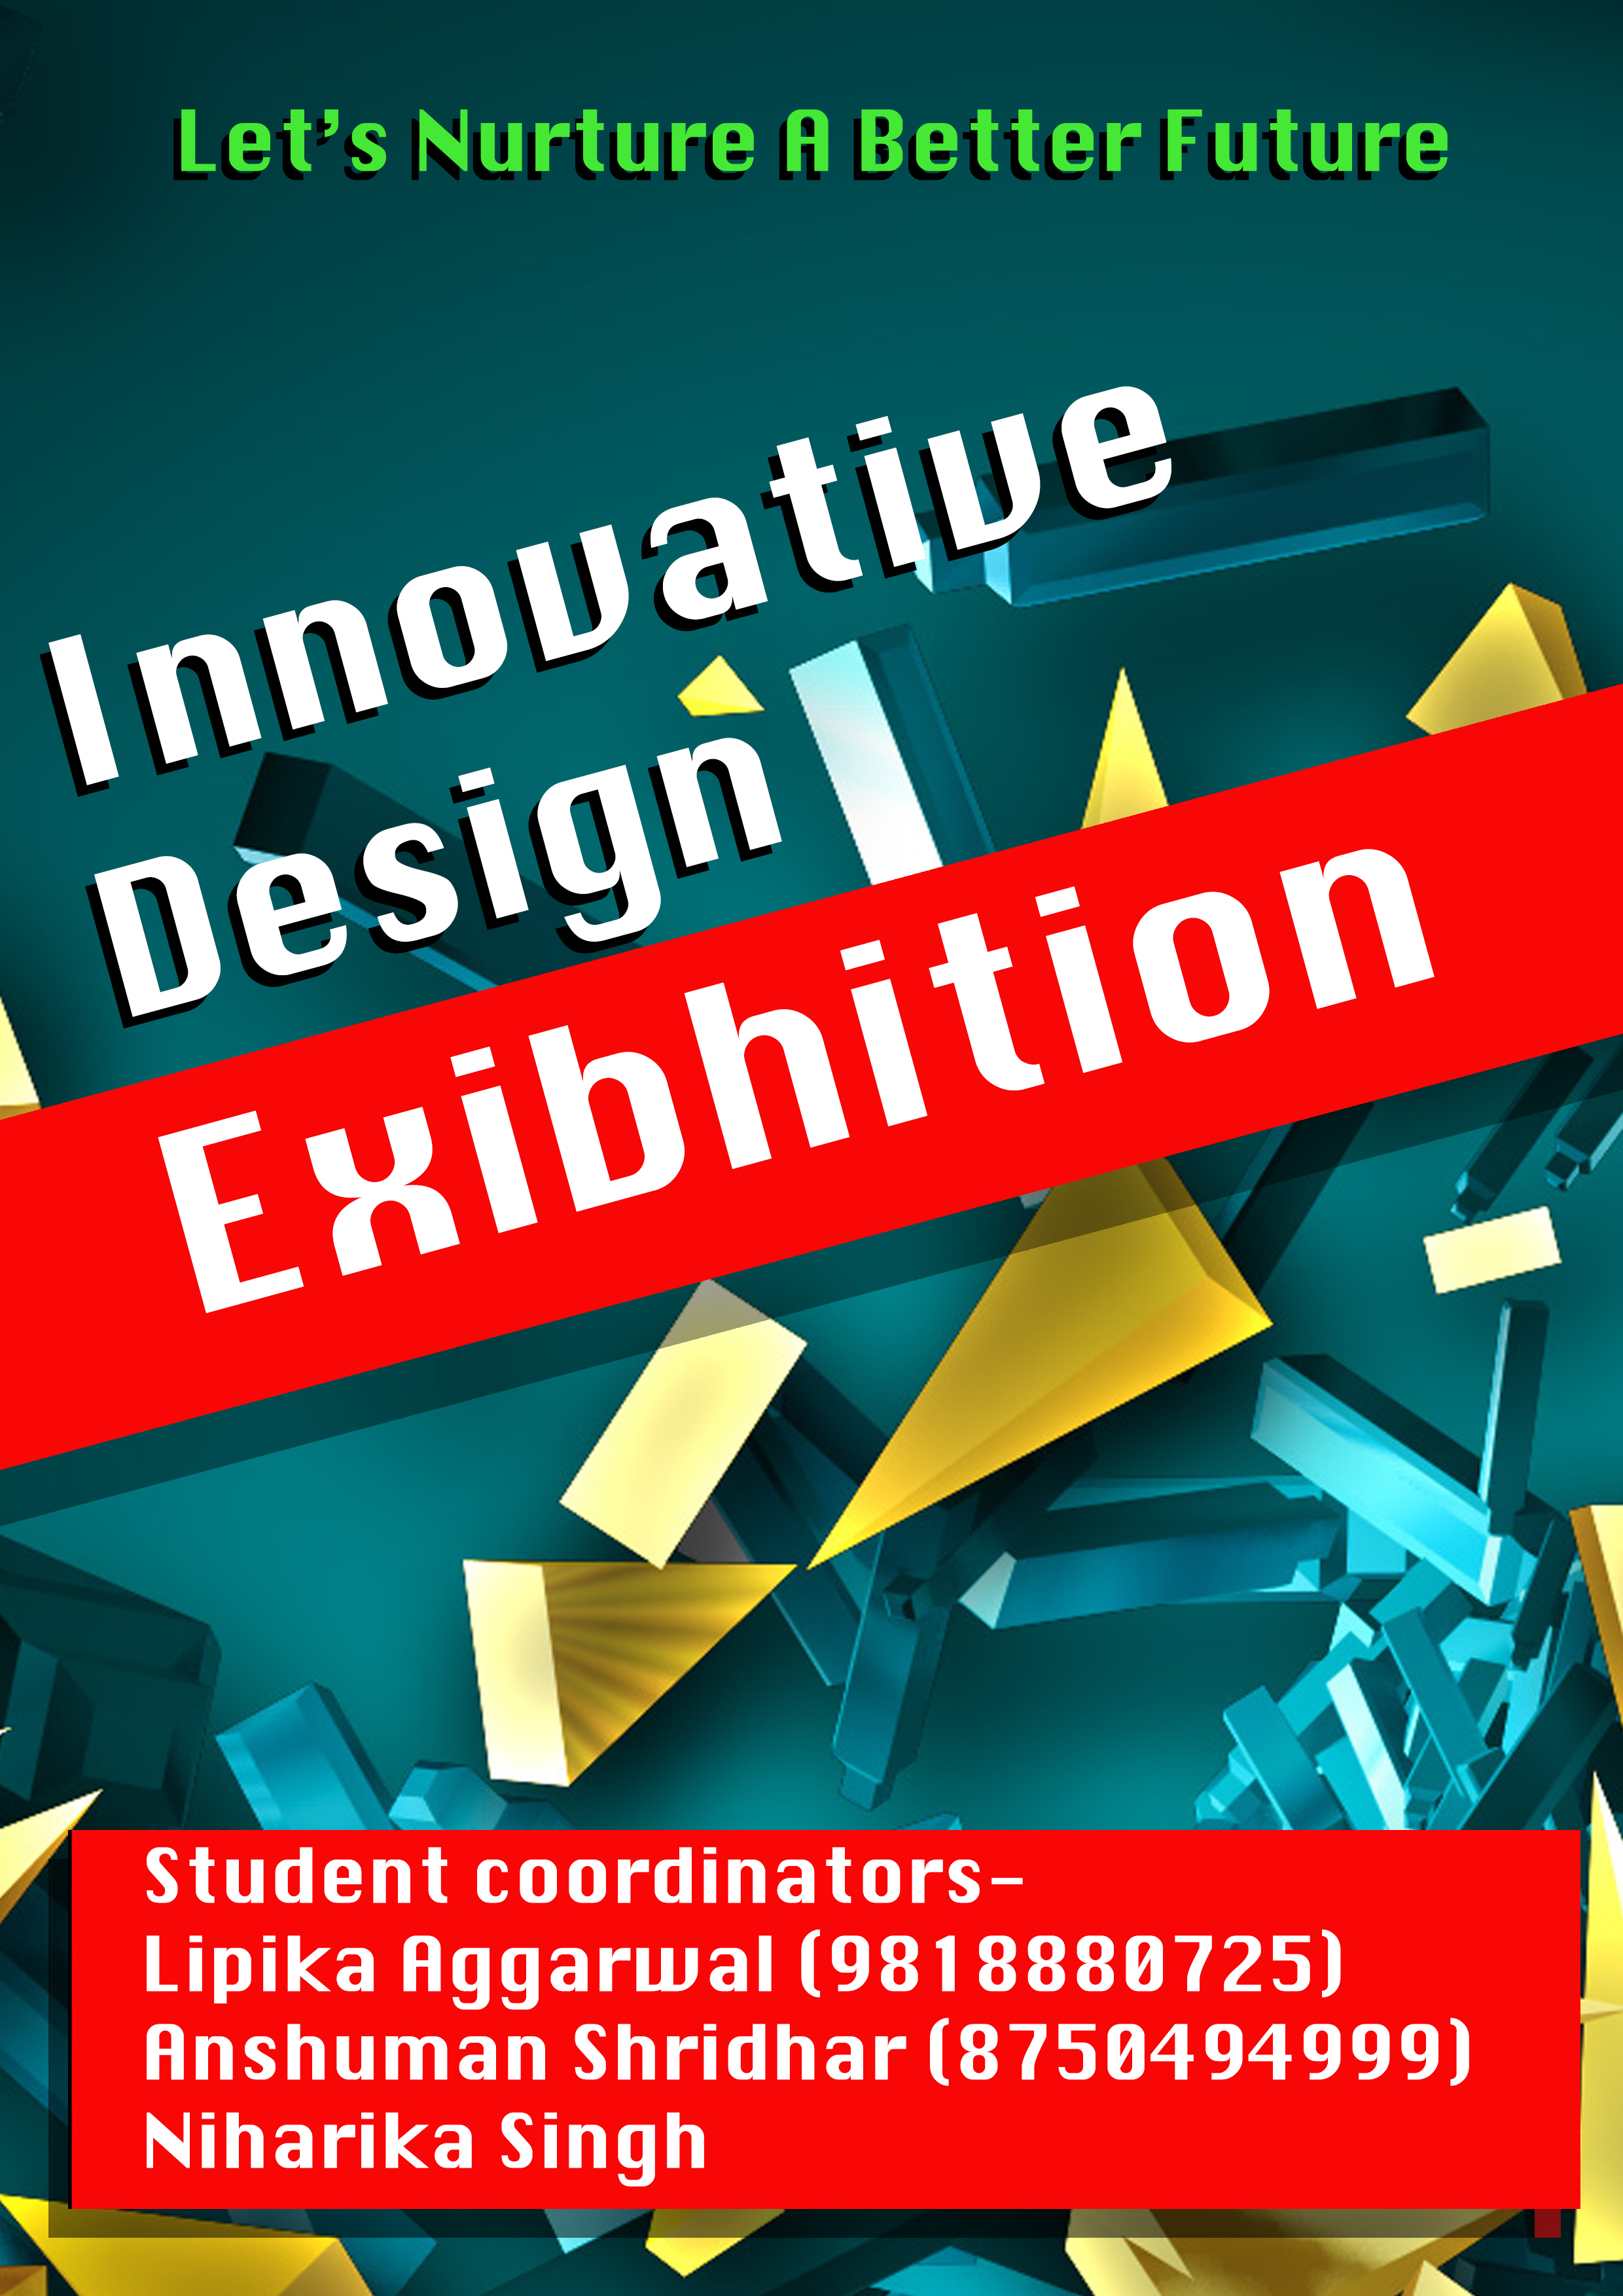 Let's Nurture A Better Future
Innovative
Design
Exibhition
Student coordinators-
Lipika Aggarwal (9818880725)
Anshuman Shridhar (8750494999)
Niharika Singh